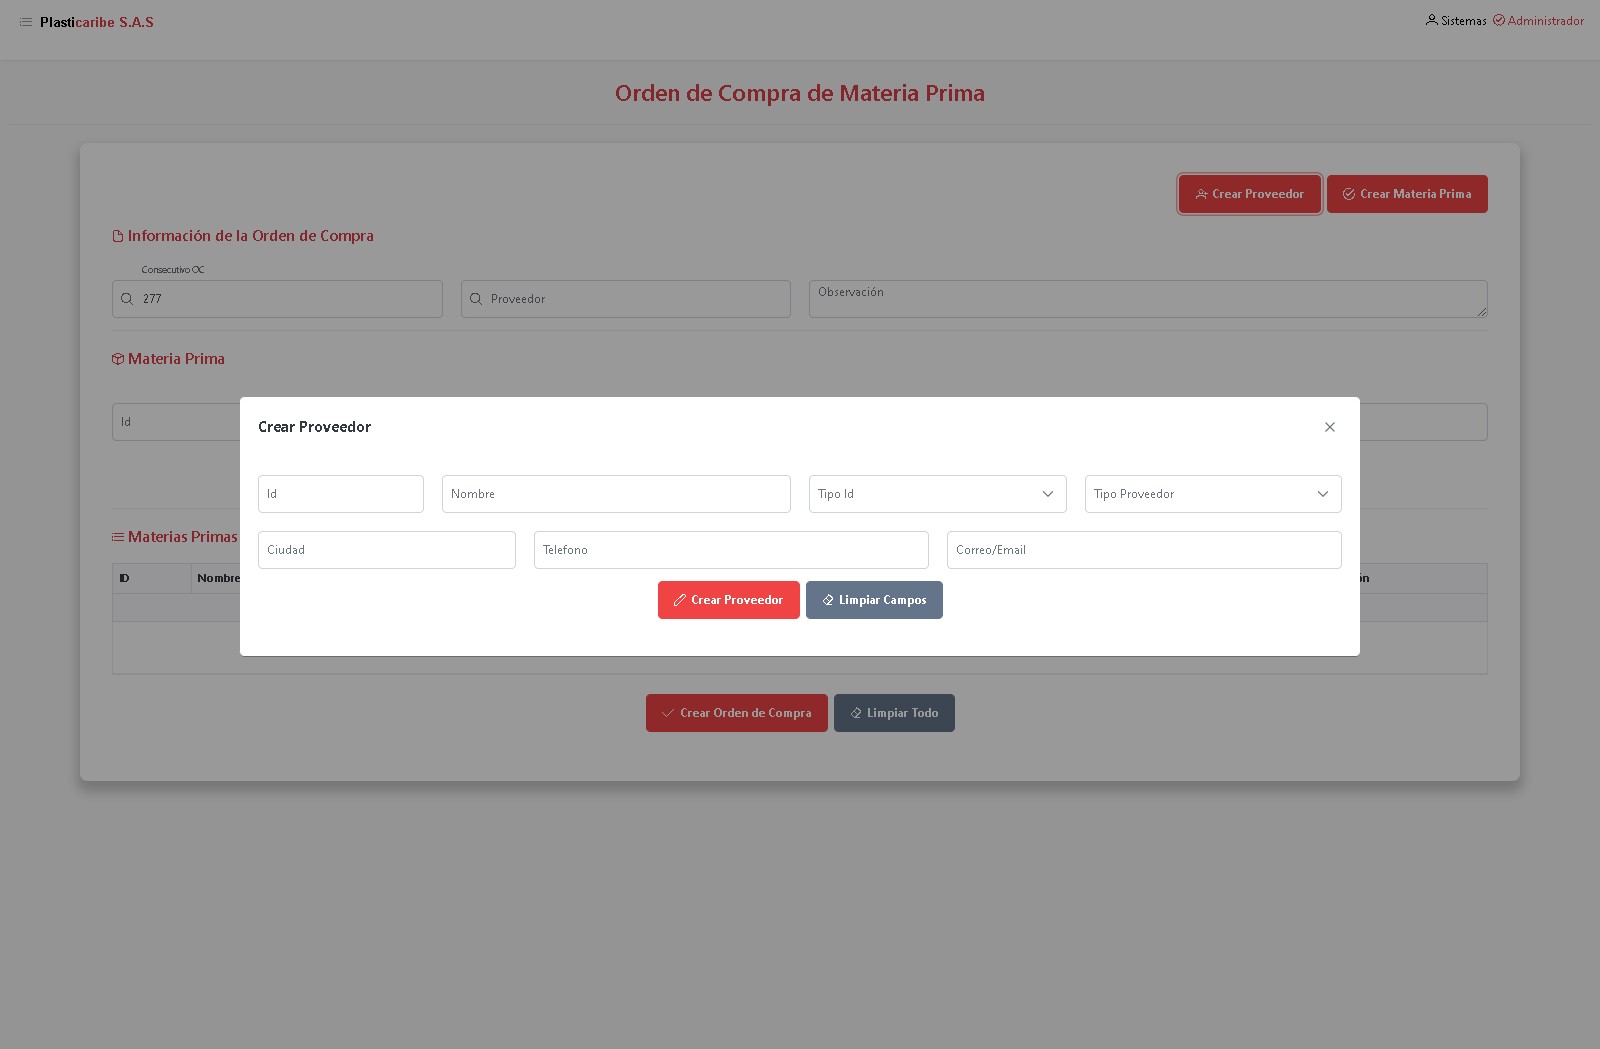 Plasticaribe S.A.S
Sistemas Administrador
Orden de Compra de Materia Prima
Crear Proveedor Crear Materia Prima
Información de la Orden de Compra
Consecutivo OC
277 Proveedor Observación
Materia Prima
Id
Crear Proveedor
Id Nombre Tipo Id Tipo Proveedor
Materias Primas
Ciudad Telefono Correo/Email
ID Nombre ón
Crear Proveedor Limpiar Campos
Crear Orden de Compra Limpiar Todo